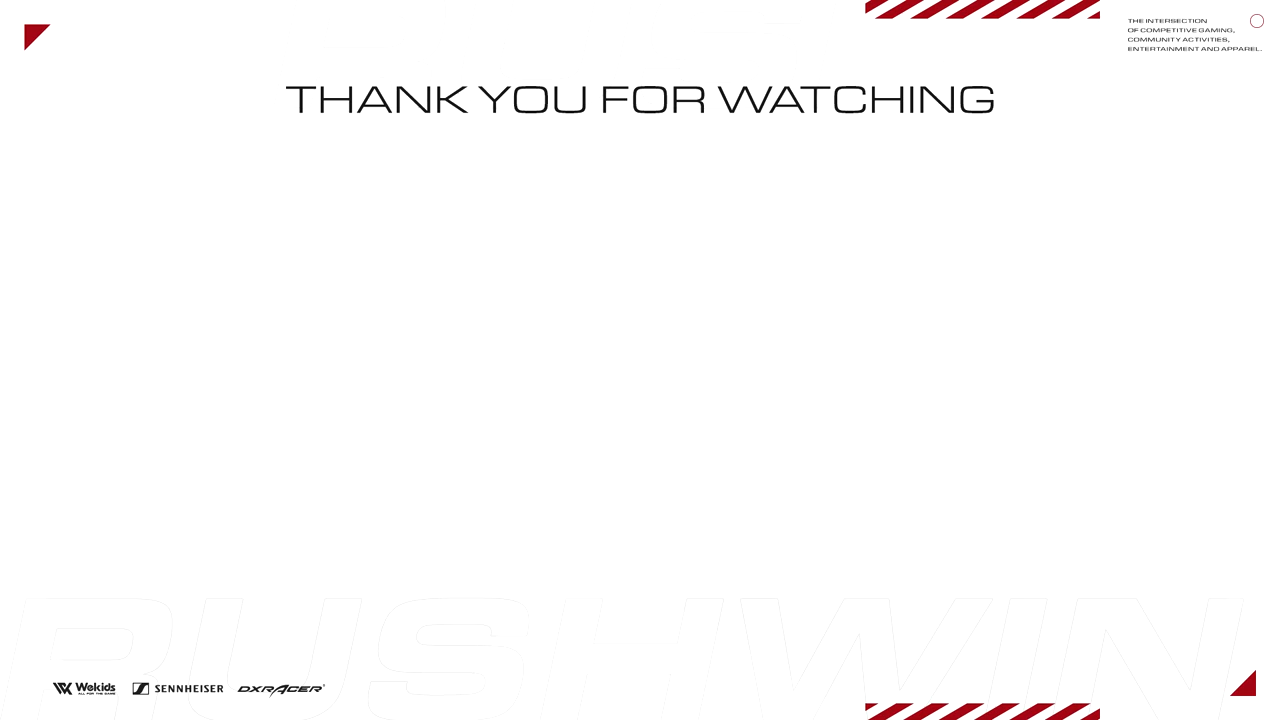 THE INTERSECTION
OF COMPETITIVE GAMING,
COMMUNITY ACTIVITIES,
ENTERTAINMENT AND APPAREL.
THANK YOU FOR WATCHING
RUSHWIN
Wekids
ALL FOR THE GAME
SENNHEISER
DXRACER®